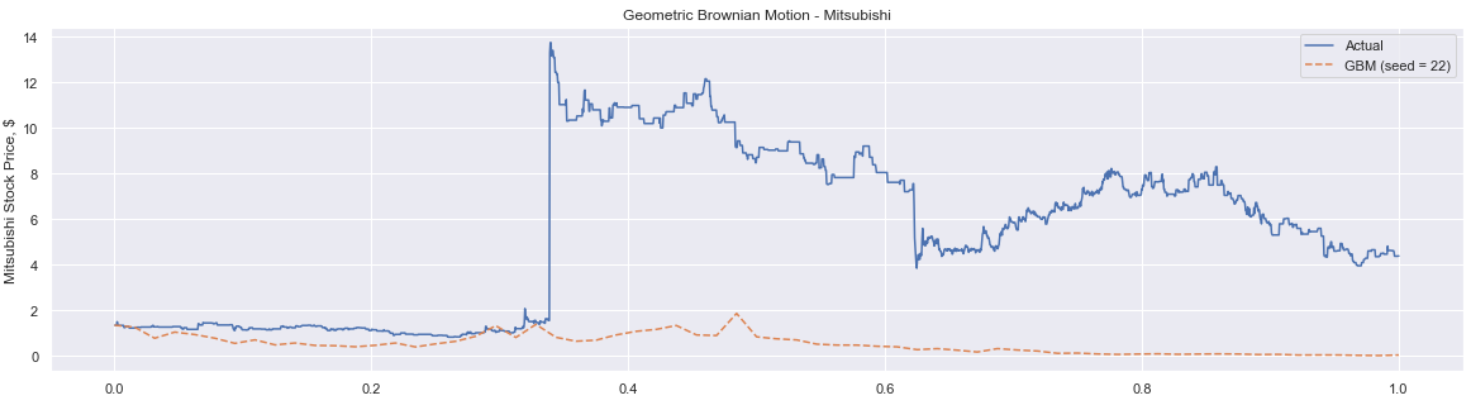 Geometric Brownian Motion - Mitsubishi
Mitsubishi Stock Price, $
14
12
10
8
6
4
2
0
Actual
GBM (seed = 22)
0.0 0.2 0.4 0.6 0.8 1.0